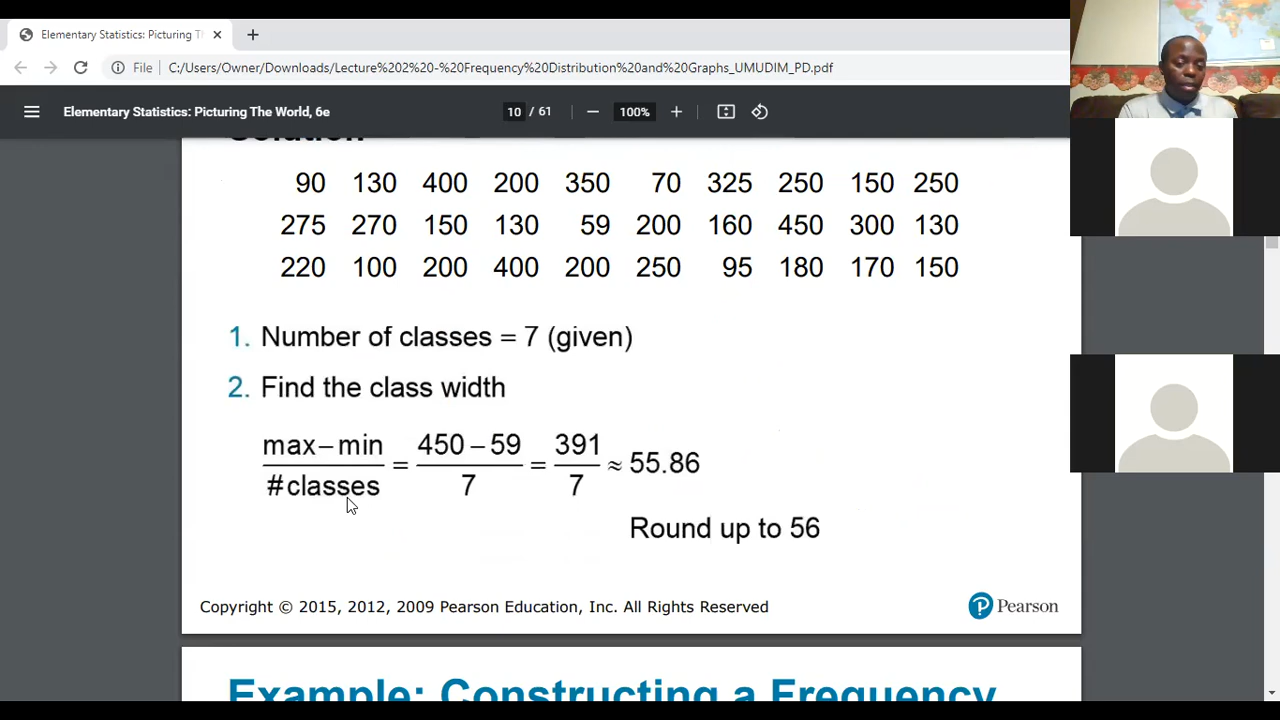 Elementary Statistics: Picturing T
File
C:/Users/Owner/Downloads/Lecture%202%20-%20Frequency%20Distribution%20and%20Graphs_UMUDIM_PD.pdf
Elementary Statistics: Picturing The World, 6e
10 / 61
100%
Solution
90 130 400 200 350 70 325 250 150 250
275 270 150 130 59 200 160 450 300 130
220 100 200 400 200 250 95 180 170 150
1. Number of classes = 7 (given)
2. Find the class width
max – min / #classes = 450 – 59 / 7 = 391 / 7 ≈ 55.86
Round up to 56
Copyright © 2015, 2012, 2009 Pearson Education, Inc. All Rights Reserved
P Pearson
Example: Constructing a Frequency